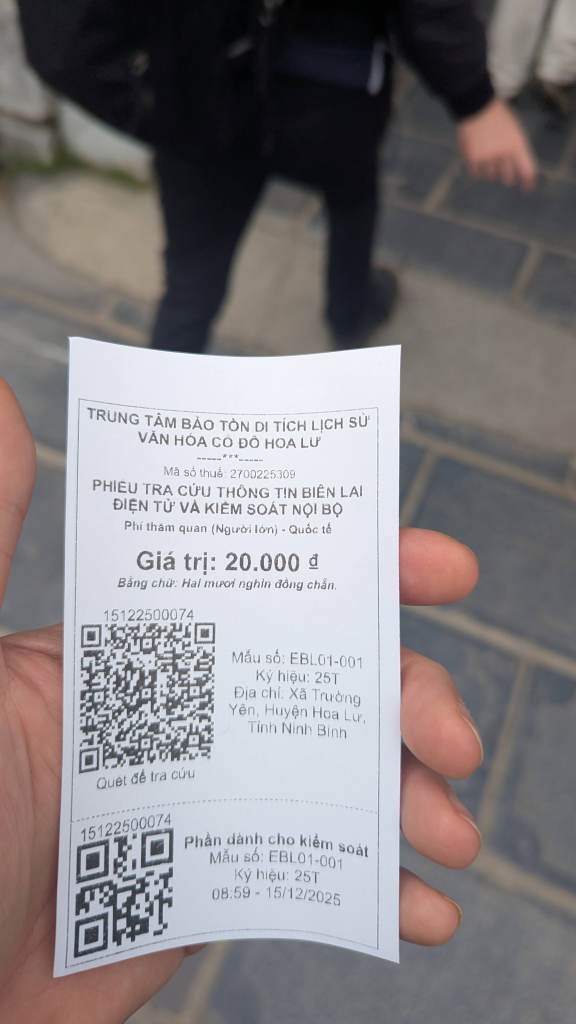 TRUNG TÂM BẢO TỒN DI TÍCH LỊCH SỬ
VĂN HÓA CỐ ĐÔ HOA LƯ
-----***-----
Mã số thuế: 2700225309
PHIẾU TRA CỨU THÔNG TIN BIÊN LAI
ĐIỆN TỬ VÀ KIỂM SOÁT NỘI BỘ
Phí thăm quan (Người lớn) - Quốc tế
Giá trị: 20.000 ₫
Bằng chữ: Hai mươi nghìn đồng chẵn.
15122500074
Mẫu số: EBL01-001
Ký hiệu: 25T
Địa chỉ: Xã Trường
Yên, Huyện Hoa Lư,
Tỉnh Ninh Bình
Quét để tra cứu
15122500074
Phần dành cho kiểm soát
Mẫu số: EBL01-001
Ký hiệu: 25T
08:59 - 15/12/2025